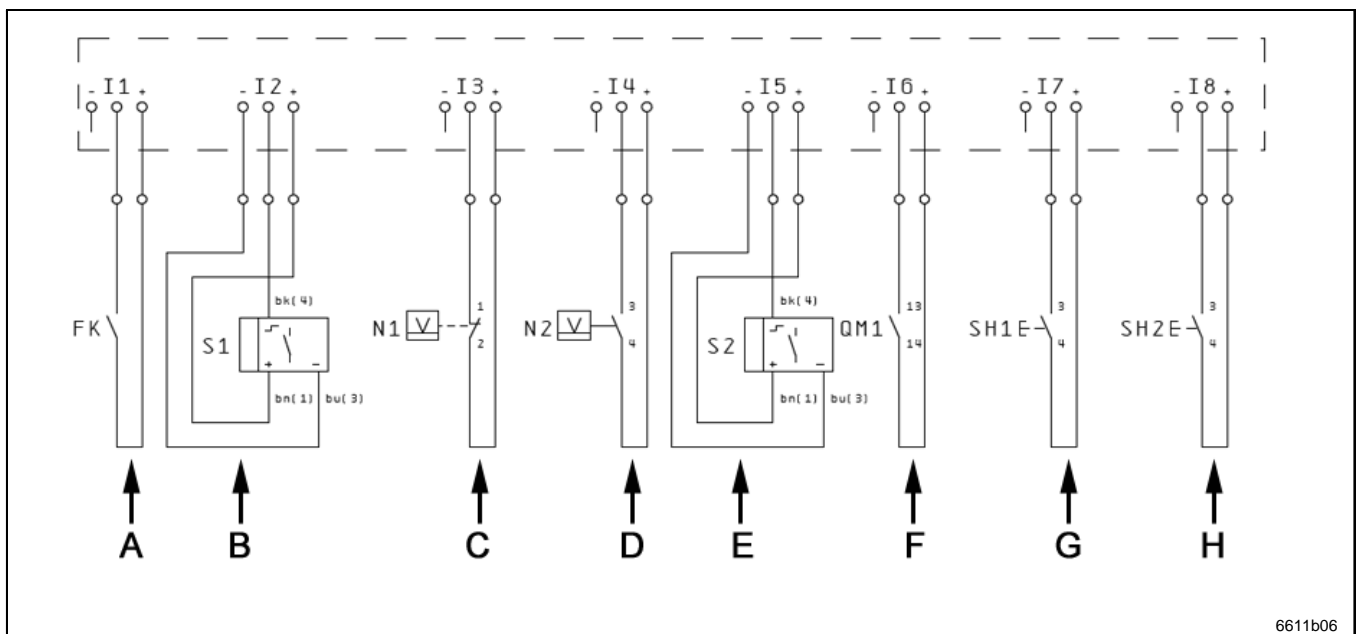 - I1 + - I2 + - I3 + - I4 + - I5 + - I6 + - I7 + - I8 +
bk(4) 1 3 bk(4) 13 3 3
FK S1 N1 V N2 V S2 QM1 SH1E SH2E
2 4 14 4 4
+ - + -
bn(1) bu(3) bn(1) bu(3)
A B C D E F G H
6611b06